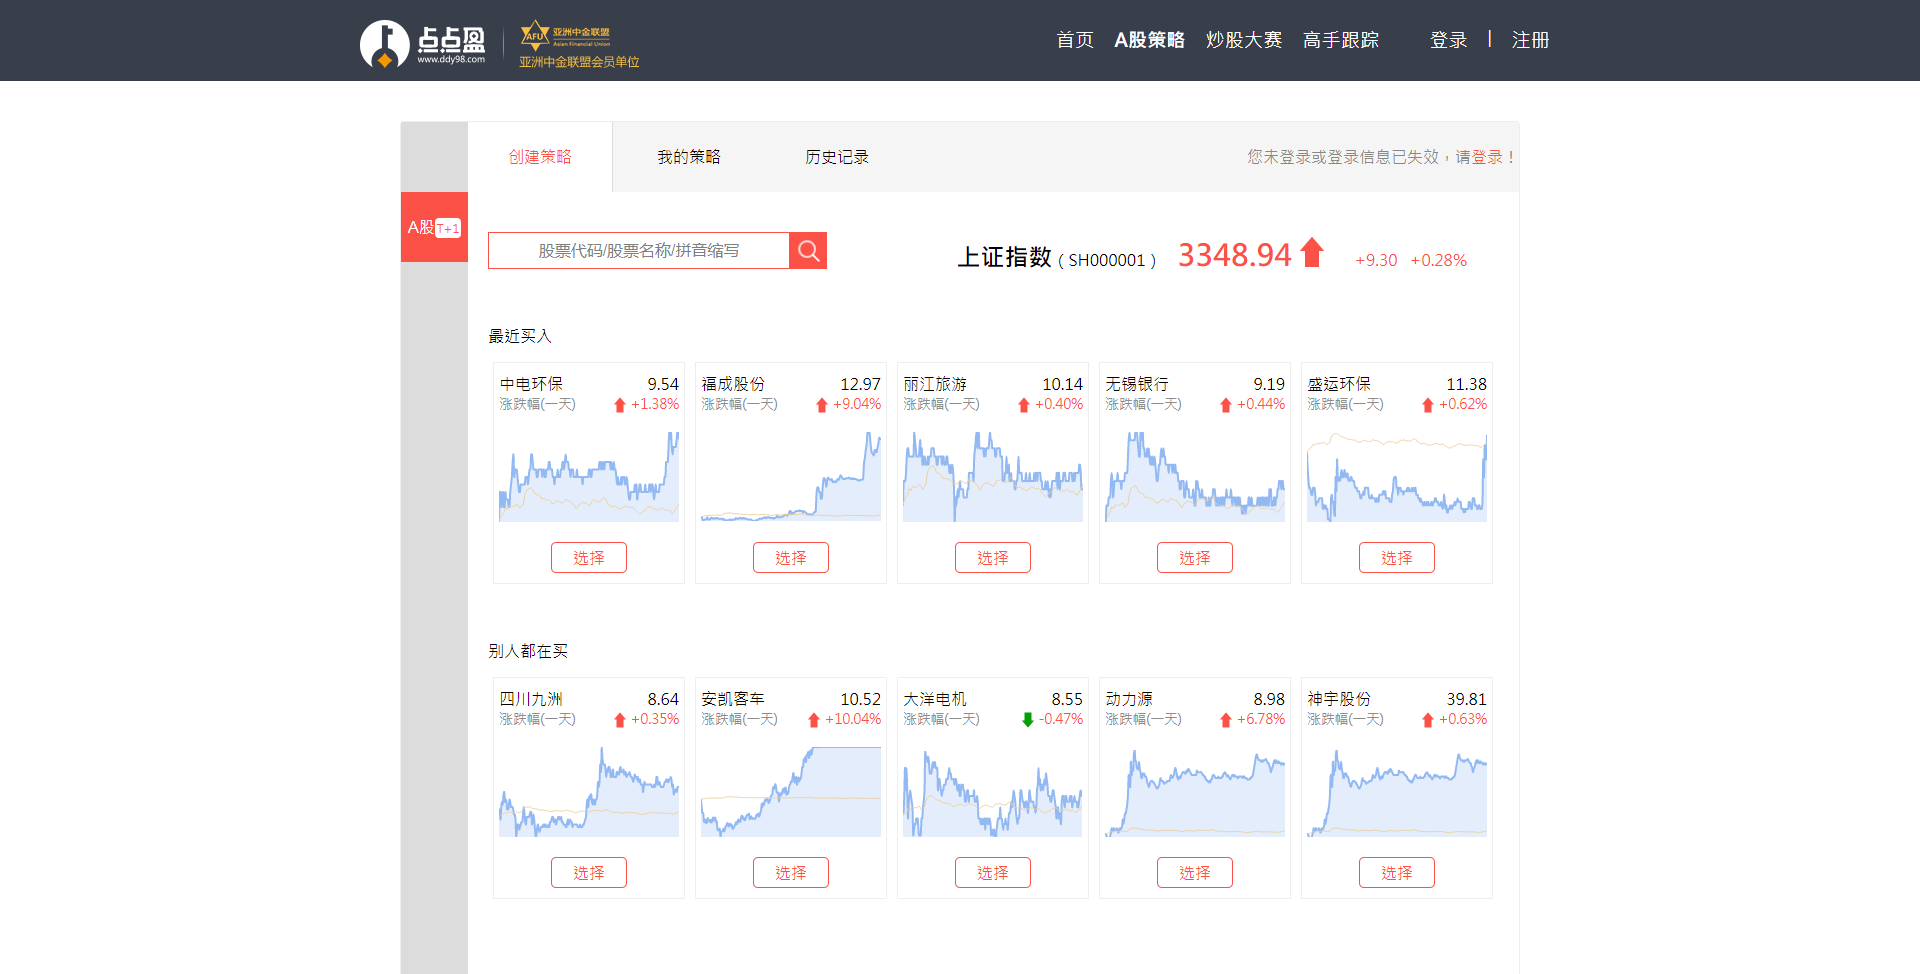 点点盈
www.ddy98.com
AFU
亚洲中金联盟
Asian Financial Union
亚洲中金联盟会员单位
首页 A股策略 炒股大赛 高手跟踪 登录 | 注册
创建策略 我的策略 历史记录 您未登录或登录信息已失效，请登录！
A股T+1
股票代码/股票名称/拼音缩写
上证指数（SH000001） 3348.94 +9.30 +0.28%
最近买入
中电环保 9.54
涨跌幅(一天) +1.38%
选择
福成股份 12.97
涨跌幅(一天) +9.04%
选择
丽江旅游 10.14
涨跌幅(一天) +0.40%
选择
无锡银行 9.19
涨跌幅(一天) +0.44%
选择
盛运环保 11.38
涨跌幅(一天) +0.62%
选择
别人都在买
四川九洲 8.64
涨跌幅(一天) +0.35%
选择
安凯客车 10.52
涨跌幅(一天) +10.04%
选择
大洋电机 8.55
涨跌幅(一天) -0.47%
选择
动力源 8.98
涨跌幅(一天) +6.78%
选择
神宇股份 39.81
涨跌幅(一天) +0.63%
选择